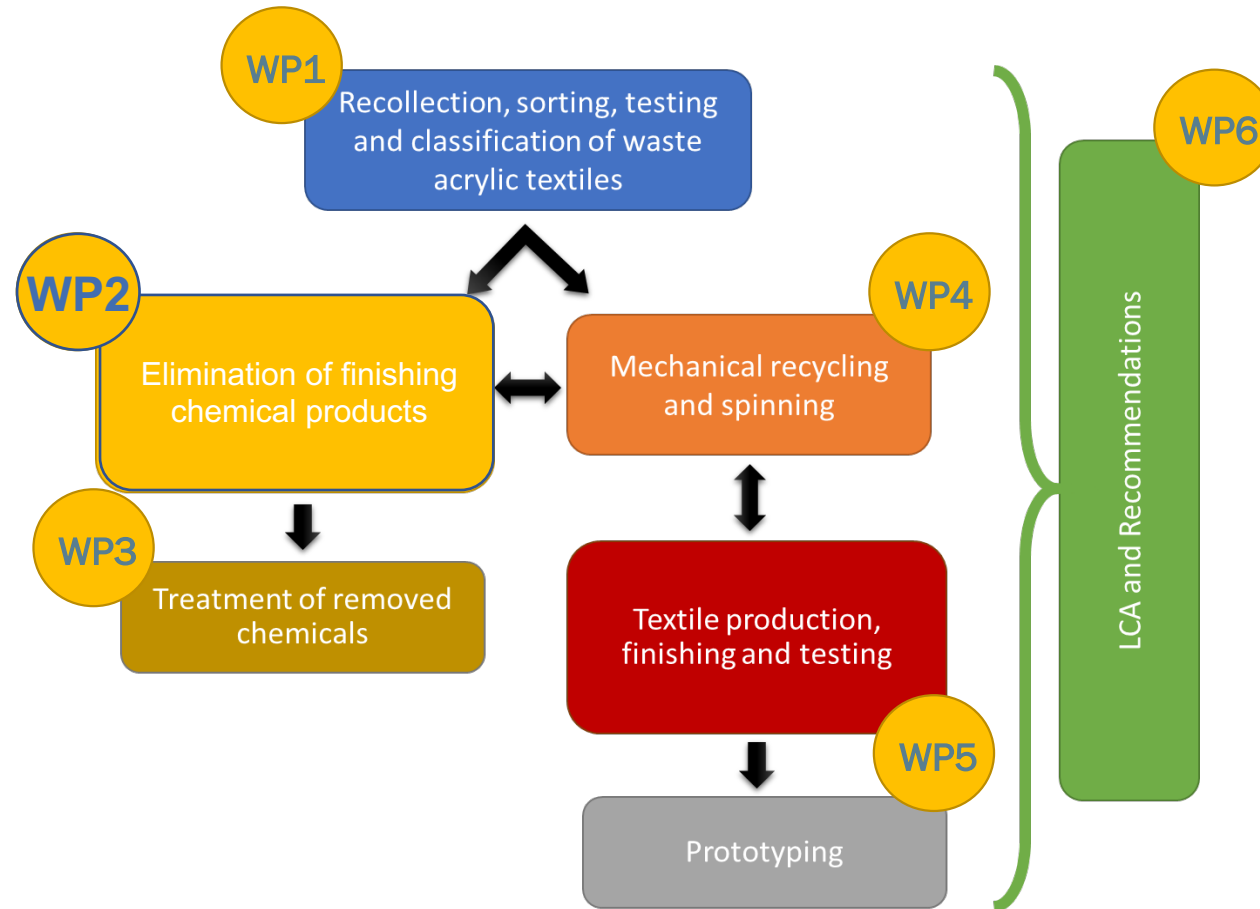 WP1
Recollection, sorting, testing
and classification of waste
acrylic textiles
WP2
Elimination of finishing
chemical products
WP4
Mechanical recycling
and spinning
WP3
Treatment of removed
chemicals
Textile production,
finishing and testing
WP5
Prototyping
WP6
LCA and Recommendations